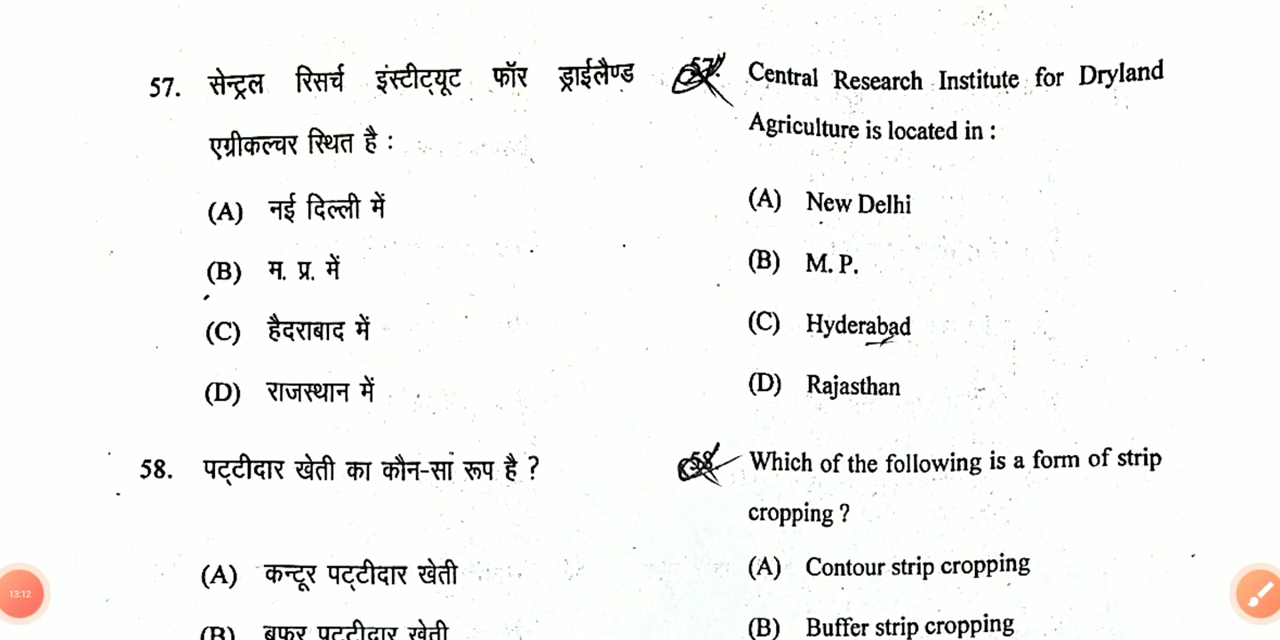 57. सेन्ट्रल रिसर्च इंस्टीट्यूट फॉर ड्राईलैण्ड
एग्रीकल्चर स्थित है :
(A) नई दिल्ली में
(B) म. प्र. में
(C) हैदराबाद में
(D) राजस्थान में
58. पट्टीदार खेती का कौन-सा रूप है ?
(A) कन्टूर पट्टीदार खेती
(B) बफर पट्टीदार खेती
57. Central Research Institute for Dryland
Agriculture is located in :
(A) New Delhi
(B) M. P.
(C) Hyderabad
(D) Rajasthan
58. Which of the following is a form of strip
cropping ?
(A) Contour strip cropping
(B) Buffer strip cropping
13:12